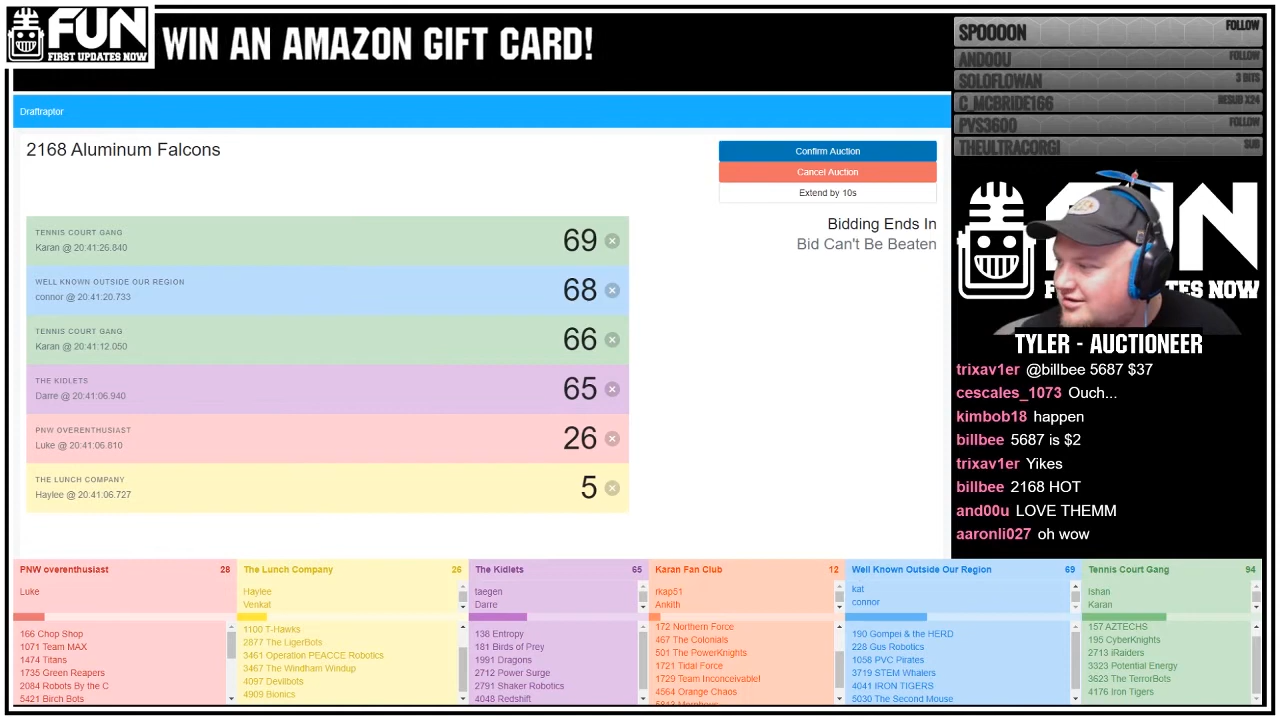 FUN
FIRST UPDATES NOW
WIN AN AMAZON GIFT CARD!
SPOOOON FOLLOW
AND00U FOLLOW
SOLOFLOWAN 3 BITS
C_MCBRIDE166 RESUB X24
PVS3600 FOLLOW
THEULTRACORGI SUB
Draftraptor
2168 Aluminum Falcons
Confirm Auction
Cancel Auction
Extend by 10s
Bidding Ends In
Bid Can't Be Beaten
TENNIS COURT GANG
Karan @ 20:41:26.840
69
WELL KNOWN OUTSIDE OUR REGION
connor @ 20:41:20.733
68
TENNIS COURT GANG
Karan @ 20:41:12.050
66
THE KIDLETS
Darre @ 20:41:06.940
65
PNW OVERENTHUSIAST
Luke @ 20:41:06.810
26
THE LUNCH COMPANY
Haylee @ 20:41:06.727
5
TES NOW
TYLER - AUCTIONEER
trixav1er @billbee 5687 $37
cescales_1073 Ouch...
kimbob18 happen
billbee 5687 is $2
trixav1er Yikes
billbee 2168 HOT
and00u LOVE THEMM
aaronli027 oh wow
PNW overenthusiast 28
Luke
166 Chop Shop
1071 Team MAX
1474 Titans
1735 Green Reapers
2084 Robots By the C
5421 Birch Bots
The Lunch Company 26
Haylee
Venkat
1100 T-Hawks
2877 The LigerBots
3461 Operation PEACCE Robotics
3467 The Windham Windup
4097 Devilbots
4909 Bionics
The Kidlets 65
taegen
Darre
138 Entropy
181 Birds of Prey
1991 Dragons
2712 Power Surge
2791 Shaker Robotics
4048 Redshift
Karan Fan Club 12
rkap51
Ankith
172 Northern Force
467 The Colonials
501 The PowerKnights
1721 Tidal Force
1729 Team Inconceivable!
4564 Orange Chaos
Well Known Outside Our Region 69
kat
connor
190 Gompei & the HERD
228 Gus Robotics
1058 PVC Pirates
3719 STEM Whalers
4041 IRON TIGERS
5030 The Second Mouse
Tennis Court Gang 94
Ishan
Karan
157 AZTECHS
195 CyberKnights
2713 iRaiders
3323 Potential Energy
3623 The TerrorBots
4176 Iron Tigers